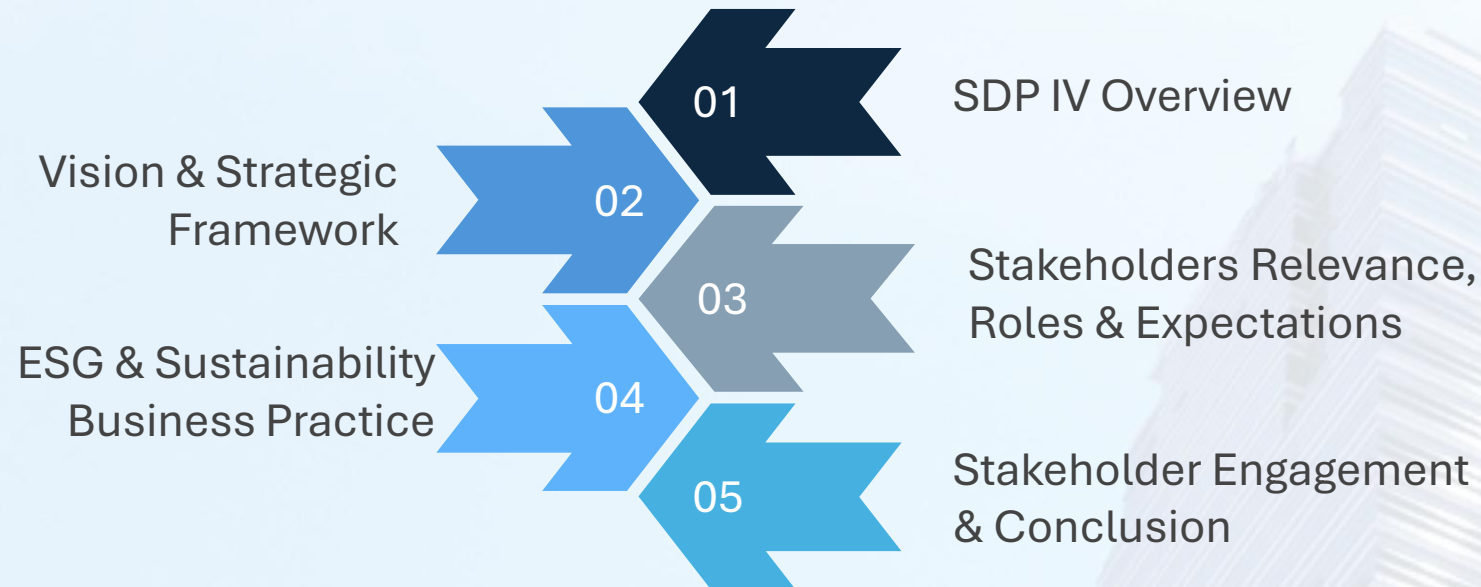 01
SDP IV Overview
Vision & Strategic
Framework
02
03
Stakeholders Relevance,
Roles & Expectations
ESG & Sustainability
Business Practice
04
05
Stakeholder Engagement
& Conclusion